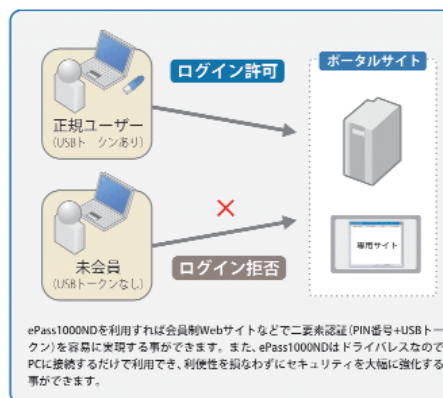 ログイン許可
ポータルサイト
正規ユーザー
(USBトークンあり)
専用サイト
未会員
(USBトークンなし)
ログイン拒否
ePass1000NDを利用すれば会員制Webサイトなどで二要素認証(PIN番号+USBトー
クン)を容易に実現する事ができます。また、ePass1000NDはドライバレスなので
PCに接続するだけで利用でき、利便性を損なわずにセキュリティを大幅に強化する
事ができます。